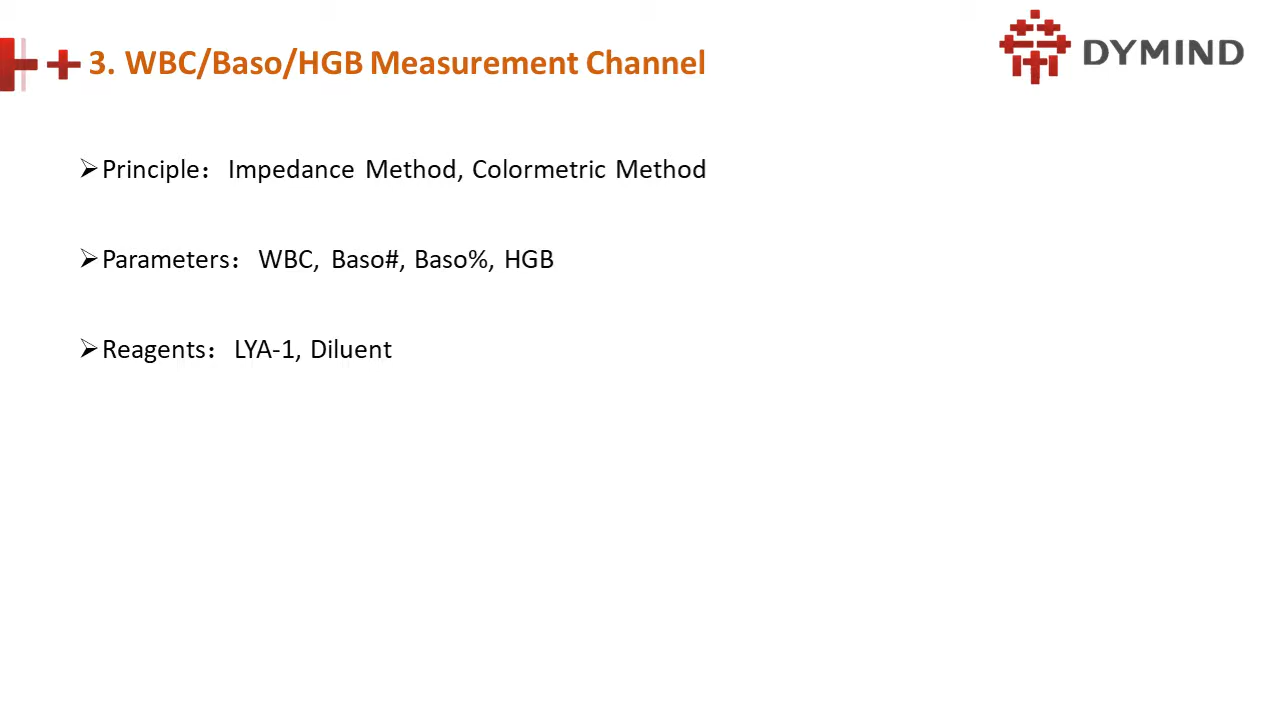 3. WBC/Baso/HGB Measurement Channel
DYMIND
➢Principle：Impedance Method, Colormetric Method
➢Parameters：WBC, Baso#, Baso%, HGB
➢Reagents：LYA-1, Diluent